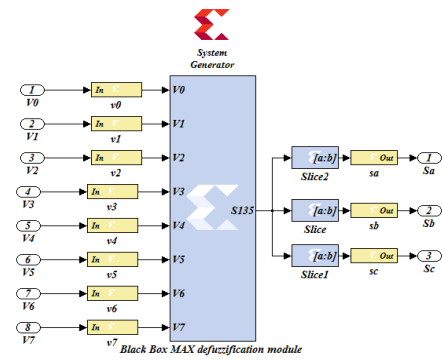 System
Generator
1
V0
In
v0
V0
2
V1
In
v1
V1
3
V2
In
v2
V2
4
V3
In
v3
V3
5
V4
In
v4
V4
6
V5
In
v5
V5
7
V6
In
v6
V6
8
V7
In
v7
V7
S135
[a:b]
Slice2
Out
sa
1
Sa
[a:b]
Slice
Out
sb
2
Sb
[a:b]
Slice1
Out
sc
3
Sc
Black Box MAX defuzzification module